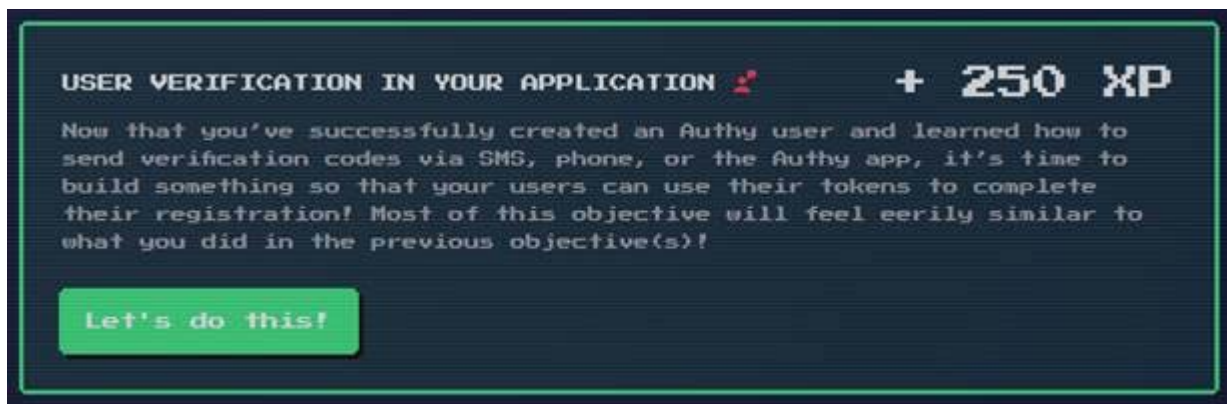 USER VERIFICATION IN YOUR APPLICATION
+ 250 XP
Now that you've successfully created an Authy user and learned how to
send verification codes via SMS, phone, or the Authy app, it's time to
build something so that your users can use their tokens to complete
their registration! Most of this objective will feel eerily similar to
what you did in the previous objective(s)!
Let's do this!